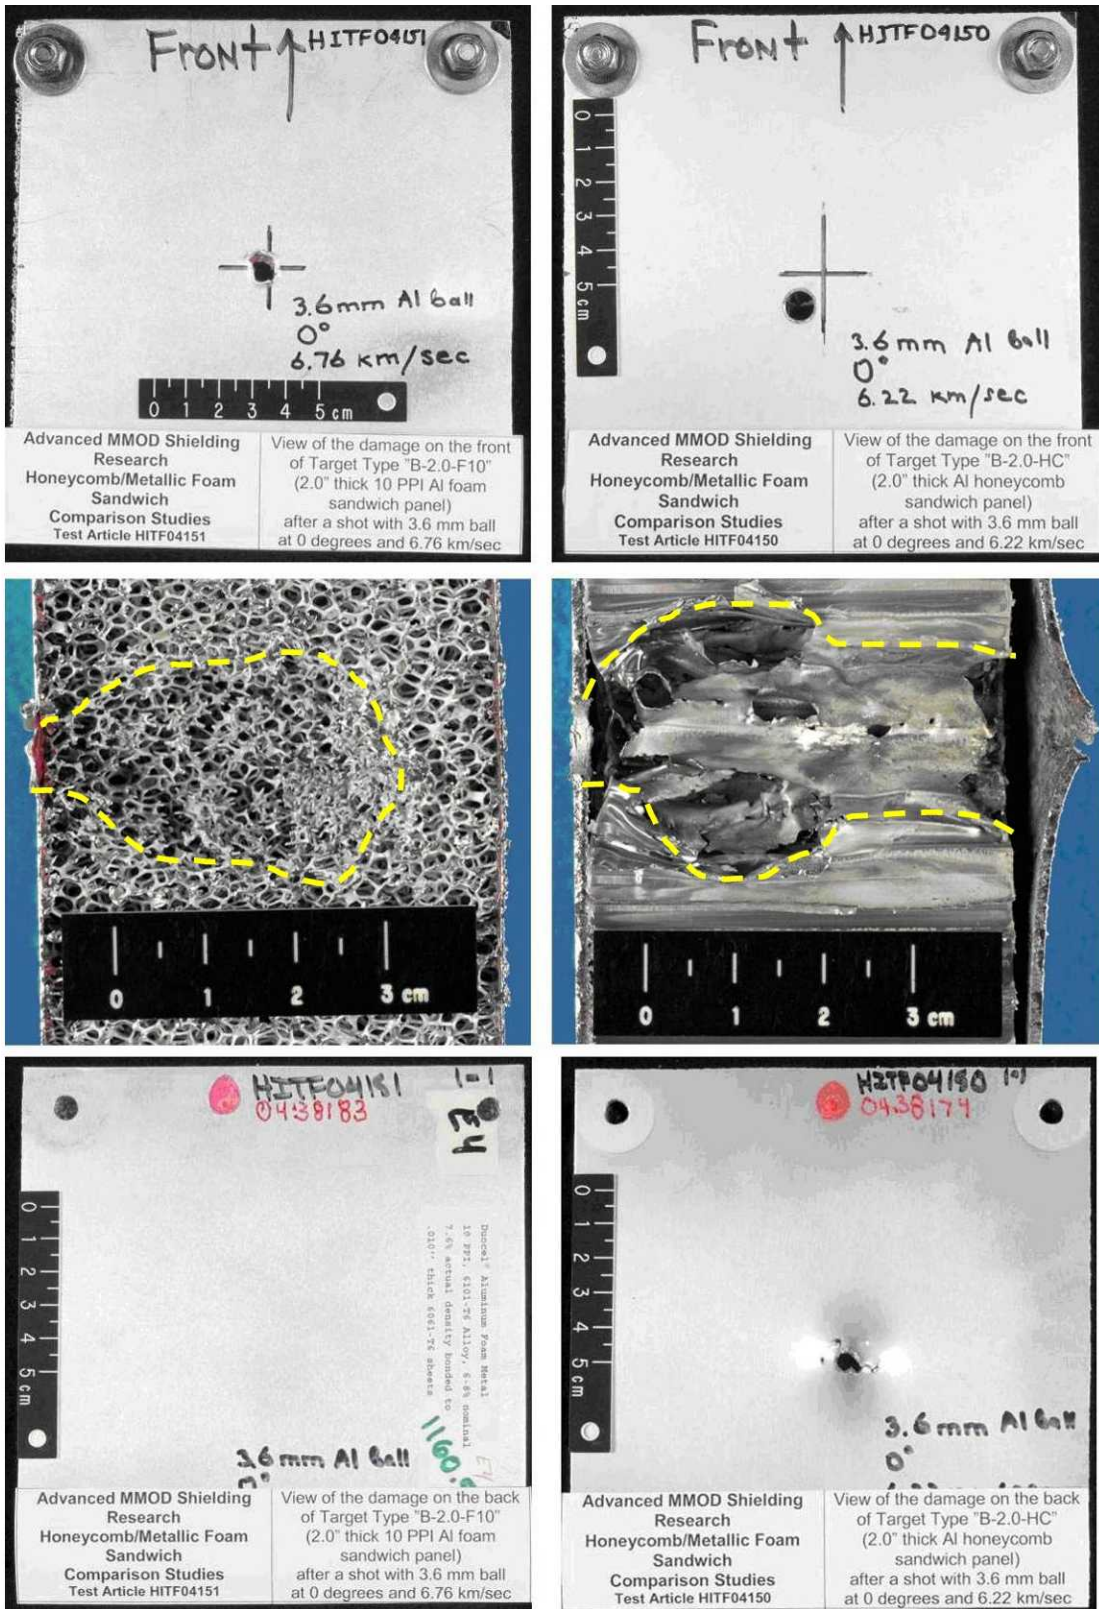 Front HITF04151
3.6mm Al ball
0°
6.76 km/sec
0 1 2 3 4 5 cm
Advanced MMOD Shielding
Research
Honeycomb/Metallic Foam
Sandwich
Comparison Studies
Test Article HITF04151
View of the damage on the front
of Target Type "B-2.0-F10"
(2.0" thick 10 PPI Al foam
sandwich panel)
after a shot with 3.6 mm ball
at 0 degrees and 6.76 km/sec
Front HITF04150
0
1
2
3
4
5
cm
3.6 mm Al ball
0°
6.22 km/sec
Advanced MMOD Shielding
Research
Honeycomb/Metallic Foam
Sandwich
Comparison Studies
Test Article HITF04150
View of the damage on the front
of Target Type "B-2.0-HC"
(2.0" thick Al honeycomb
sandwich panel)
after a shot with 3.6 mm ball
at 0 degrees and 6.22 km/sec
0 1 2 3 cm
0 1 2 3 cm
HITF04151 1-1
0438183
E4
0
1
2
3
4
5
cm
Duocel® Aluminum Foam Metal
10 PPI, 6101-T6 Alloy, 6-8% nominal
7.6% actual density bonded to
.010" thick 6061-T6 sheets
3.6mm Al Ball
0°
Advanced MMOD Shielding
Research
Honeycomb/Metallic Foam
Sandwich
Comparison Studies
Test Article HITF04151
View of the damage on the back
of Target Type "B-2.0-F10"
(2.0" thick 10 PPI Al foam
sandwich panel)
after a shot with 3.6 mm ball
at 0 degrees and 6.76 km/sec
HITF04150 1-1
0438174
0
1
2
3
4
5
cm
3.6 mm Al Ball
0°
Advanced MMOD Shielding
Research
Honeycomb/Metallic Foam
Sandwich
Comparison Studies
Test Article HITF04150
View of the damage on the back
of Target Type "B-2.0-HC"
(2.0" thick Al honeycomb
sandwich panel)
after a shot with 3.6 mm ball
at 0 degrees and 6.22 km/sec